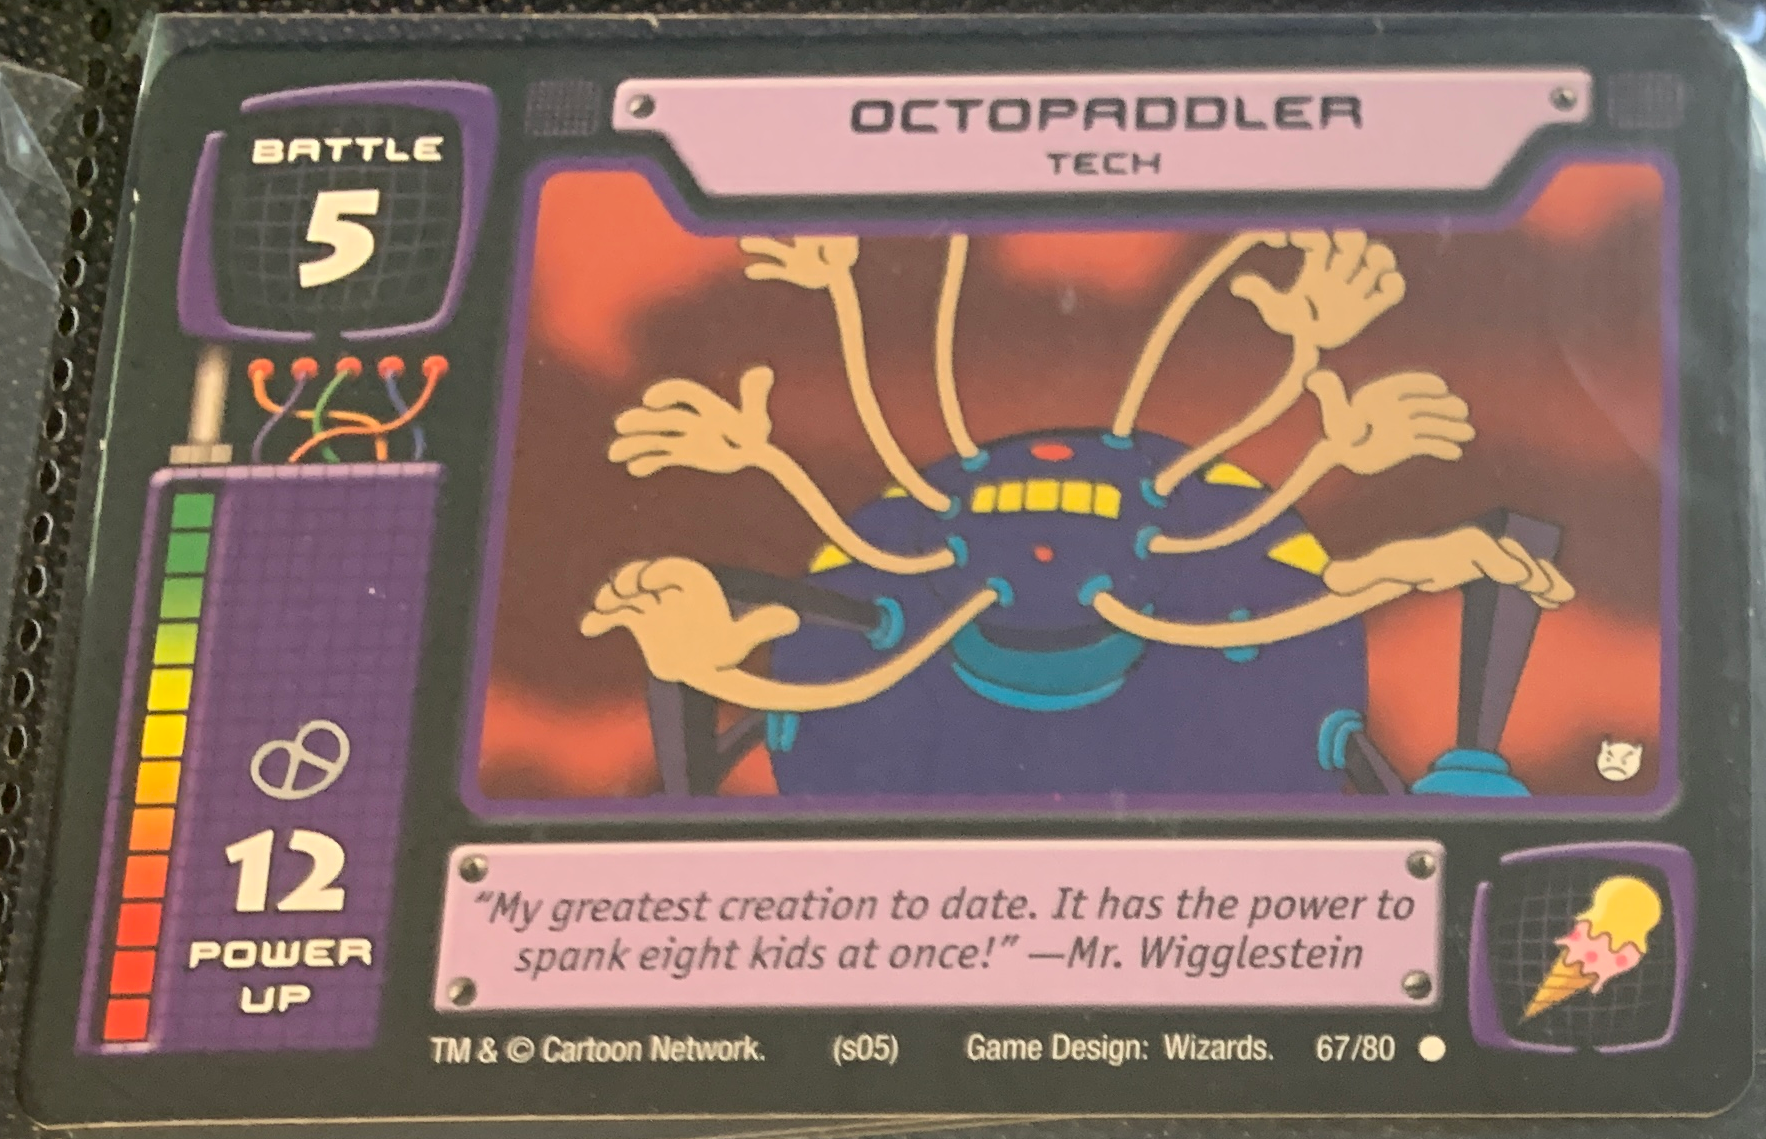 OCTOPADDLER
TECH
BATTLE
5
12
POWER
UP
“My greatest creation to date. It has the power to
spank eight kids at once!” —Mr. Wigglestein
TM & © Cartoon Network. (s05) Game Design: Wizards. 67/80